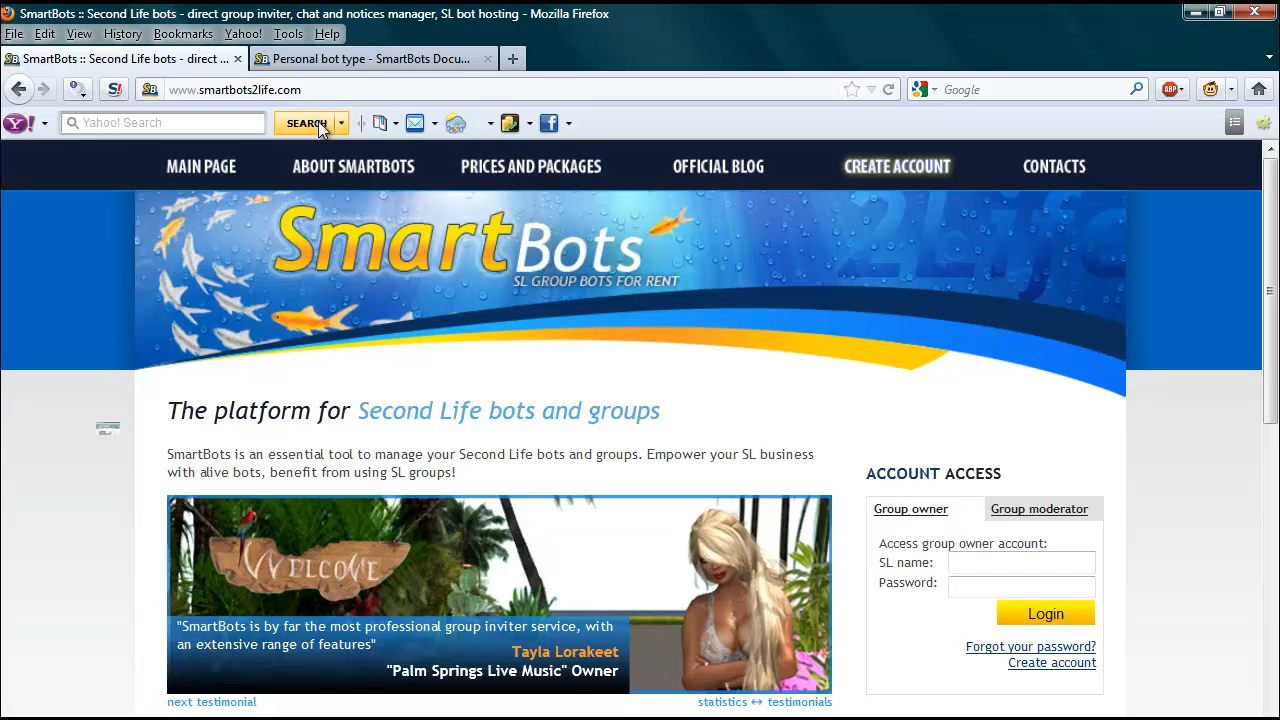 SmartBots :: Second Life bots - direct group inviter, chat and notices manager, SL bot hosting - Mozilla Firefox
File Edit View History Bookmarks Yahoo! Tools Help
SmartBots :: Second Life bots - direct ...
Personal bot type - SmartBots Docu...
www.smartbots2life.com
Google
ABP
Yahoo! Search
SEARCH
MAIN PAGE
ABOUT SMARTBOTS
PRICES AND PACKAGES
OFFICIAL BLOG
CREATE ACCOUNT
CONTACTS
2Life
SmartBots
SL GROUP BOTS FOR RENT
The platform for Second Life bots and groups
SmartBots is an essential tool to manage your Second Life bots and groups. Empower your SL business
with alive bots, benefit from using SL groups!
WELCOME
"SmartBots is by far the most professional group inviter service, with
an extensive range of features"
Tayla Lorakeet
"Palm Springs Live Music" Owner
next testimonial
statistics ↔ testimonials
ACCOUNT ACCESS
Group owner
Group moderator
Access group owner account:
SL name:
Password:
Login
Forgot your password?
Create account